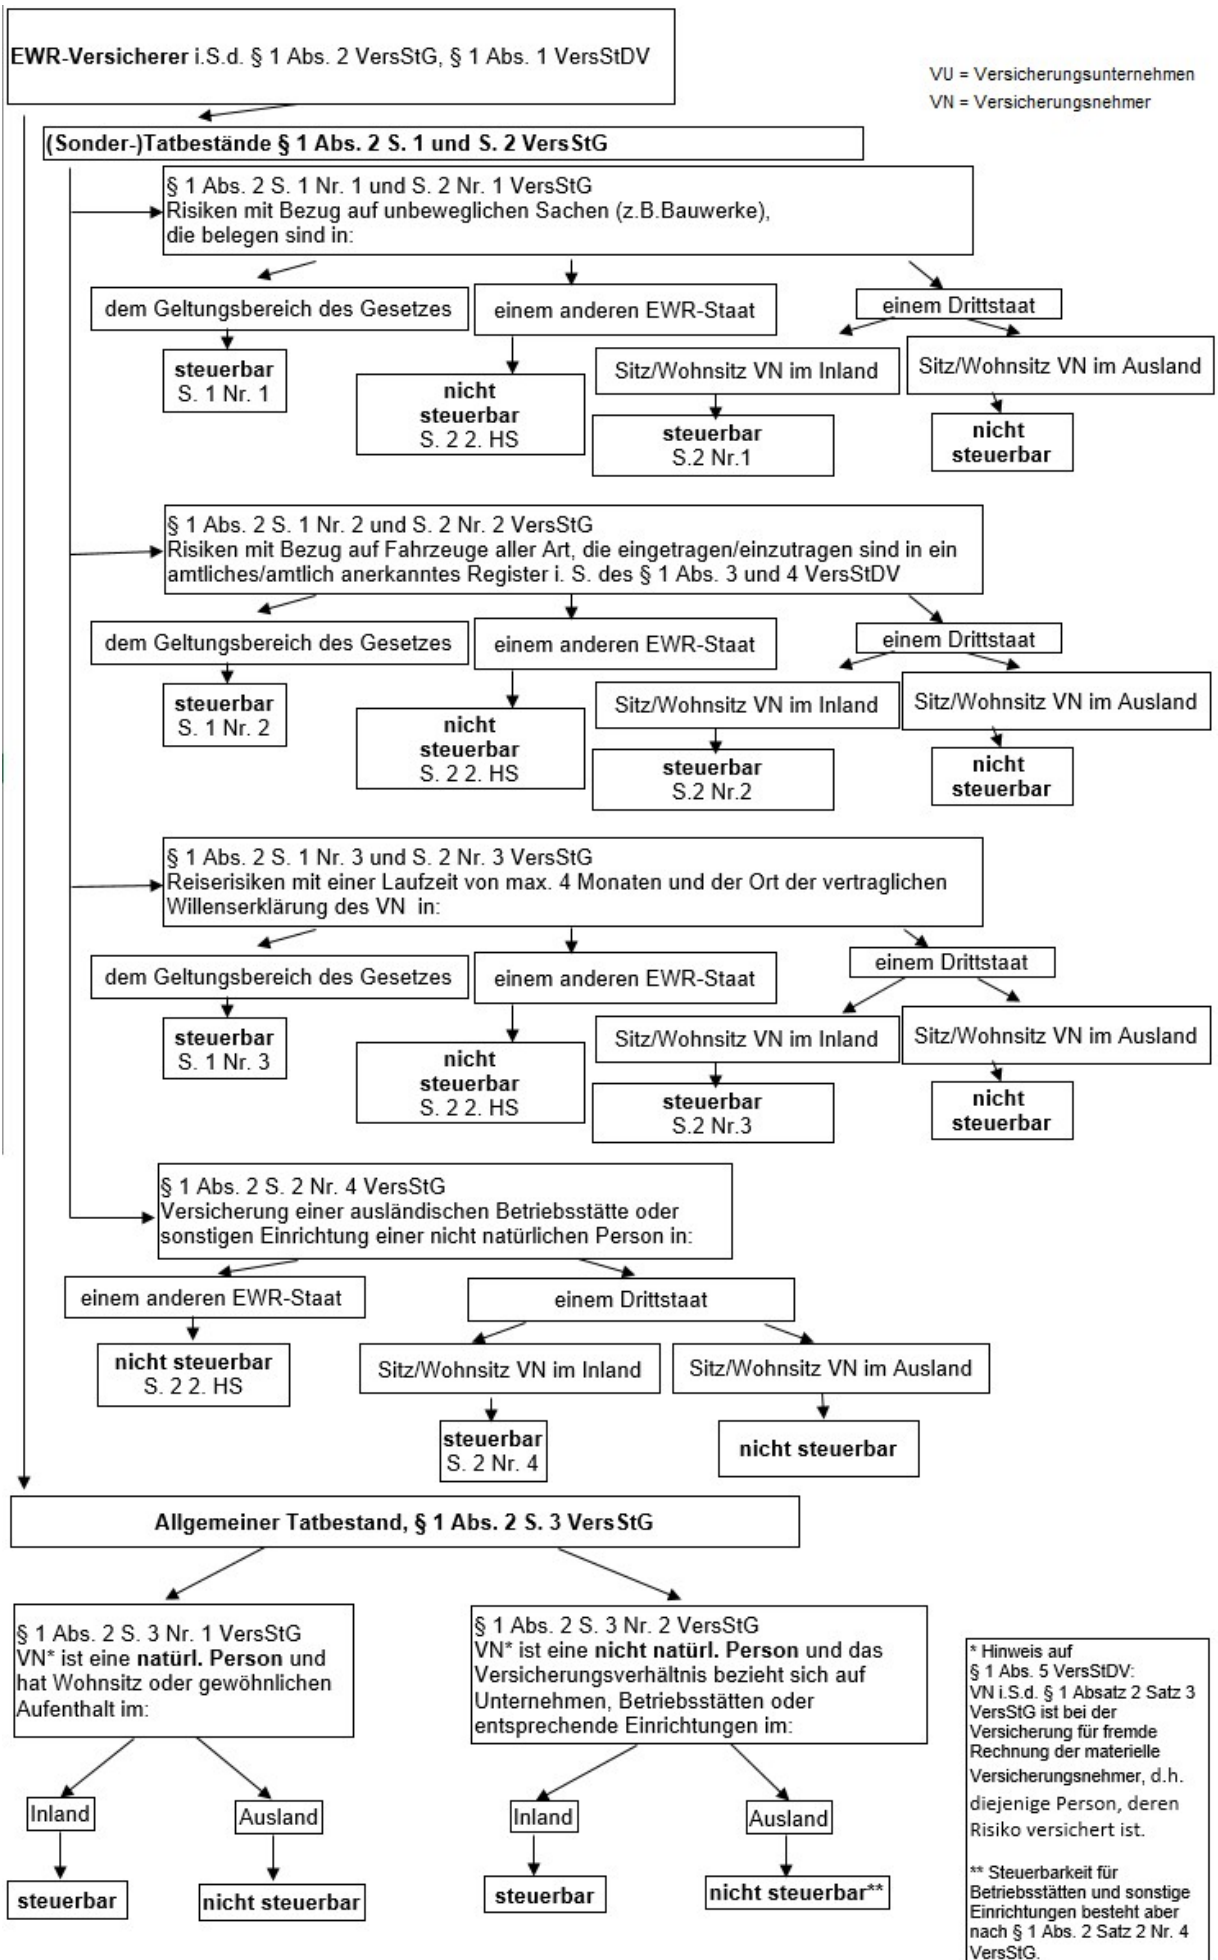 EWR-Versicherer i.S.d. § 1 Abs. 2 VersStG, § 1 Abs. 1 VersStDV
VU = Versicherungsunternehmen
VN = Versicherungsnehmer
(Sonder-)Tatbestände § 1 Abs. 2 S. 1 und S. 2 VersStG
§ 1 Abs. 2 S. 1 Nr. 1 und S. 2 Nr. 1 VersStG
Risiken mit Bezug auf unbeweglichen Sachen (z.B.Bauwerke),
die belegen sind in:
dem Geltungsbereich des Gesetzes
steuerbar
S. 1 Nr. 1
einem anderen EWR-Staat
nicht
steuerbar
S. 2 2. HS
einem Drittstaat
Sitz/Wohnsitz VN im Inland
steuerbar
S.2 Nr.1
Sitz/Wohnsitz VN im Ausland
nicht
steuerbar
§ 1 Abs. 2 S. 1 Nr. 2 und S. 2 Nr. 2 VersStG
Risiken mit Bezug auf Fahrzeuge aller Art, die eingetragen/einzutragen sind in ein
amtliches/amtlich anerkanntes Register i. S. des § 1 Abs. 3 und 4 VersStDV
dem Geltungsbereich des Gesetzes
steuerbar
S. 1 Nr. 2
einem anderen EWR-Staat
nicht
steuerbar
S. 2 2. HS
einem Drittstaat
Sitz/Wohnsitz VN im Inland
steuerbar
S.2 Nr.2
Sitz/Wohnsitz VN im Ausland
nicht
steuerbar
§ 1 Abs. 2 S. 1 Nr. 3 und S. 2 Nr. 3 VersStG
Reiserisiken mit einer Laufzeit von max. 4 Monaten und der Ort der vertraglichen
Willenserklärung des VN in:
dem Geltungsbereich des Gesetzes
steuerbar
S. 1 Nr. 3
einem anderen EWR-Staat
nicht
steuerbar
S. 2 2. HS
einem Drittstaat
Sitz/Wohnsitz VN im Inland
steuerbar
S.2 Nr.3
Sitz/Wohnsitz VN im Ausland
nicht
steuerbar
§ 1 Abs. 2 S. 2 Nr. 4 VersStG
Versicherung einer ausländischen Betriebsstätte oder
sonstigen Einrichtung einer nicht natürlichen Person in:
einem anderen EWR-Staat
nicht steuerbar
S. 2 2. HS
einem Drittstaat
Sitz/Wohnsitz VN im Inland
steuerbar
S. 2 Nr. 4
Sitz/Wohnsitz VN im Ausland
nicht steuerbar
Allgemeiner Tatbestand, § 1 Abs. 2 S. 3 VersStG
§ 1 Abs. 2 S. 3 Nr. 1 VersStG
VN* ist eine natürl. Person und
hat Wohnsitz oder gewöhnlichen
Aufenthalt im:
Inland
steuerbar
Ausland
nicht steuerbar
§ 1 Abs. 2 S. 3 Nr. 2 VersStG
VN* ist eine nicht natürl. Person und das
Versicherungsverhältnis bezieht sich auf
Unternehmen, Betriebsstätten oder
entsprechende Einrichtungen im:
Inland
steuerbar
Ausland
nicht steuerbar**
* Hinweis auf
§ 1 Abs. 5 VersStDV:
VN i.S.d. § 1 Absatz 2 Satz 3
VersStG ist bei der
Versicherung für fremde
Rechnung der materielle
Versicherungsnehmer, d.h.
diejenige Person, deren
Risiko versichert ist.
** Steuerbarkeit für
Betriebsstätten und sonstige
Einrichtungen besteht aber
nach § 1 Abs. 2 Satz 2 Nr. 4
VersStG.